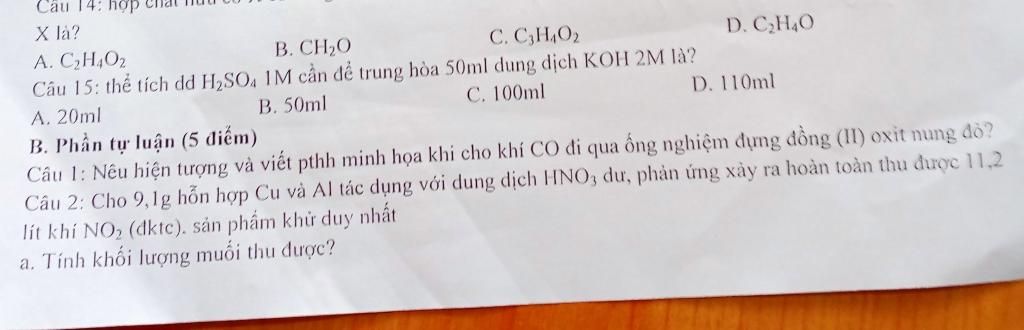 Câu 14: hợp chất
X là?
A. C₂H₄O₂ B. CH₂O C. C₃H₄O₂ D. C₂H₄O
Câu 15: thể tích dd H₂SO₄ 1M cần để trung hòa 50ml dung dịch KOH 2M là?
A. 20ml B. 50ml C. 100ml D. 110ml
B. Phần tự luận (5 điểm)
Câu 1: Nêu hiện tượng và viết pthh minh họa khi cho khí CO đi qua ống nghiệm đựng đồng (II) oxit nung đỏ?
Câu 2: Cho 9,1g hỗn hợp Cu và Al tác dụng với dung dịch HNO₃ dư, phản ứng xảy ra hoàn toàn thu được 11,2
lít khí NO₂ (đktc). sản phẩm khử duy nhất
a. Tính khối lượng muối thu được?